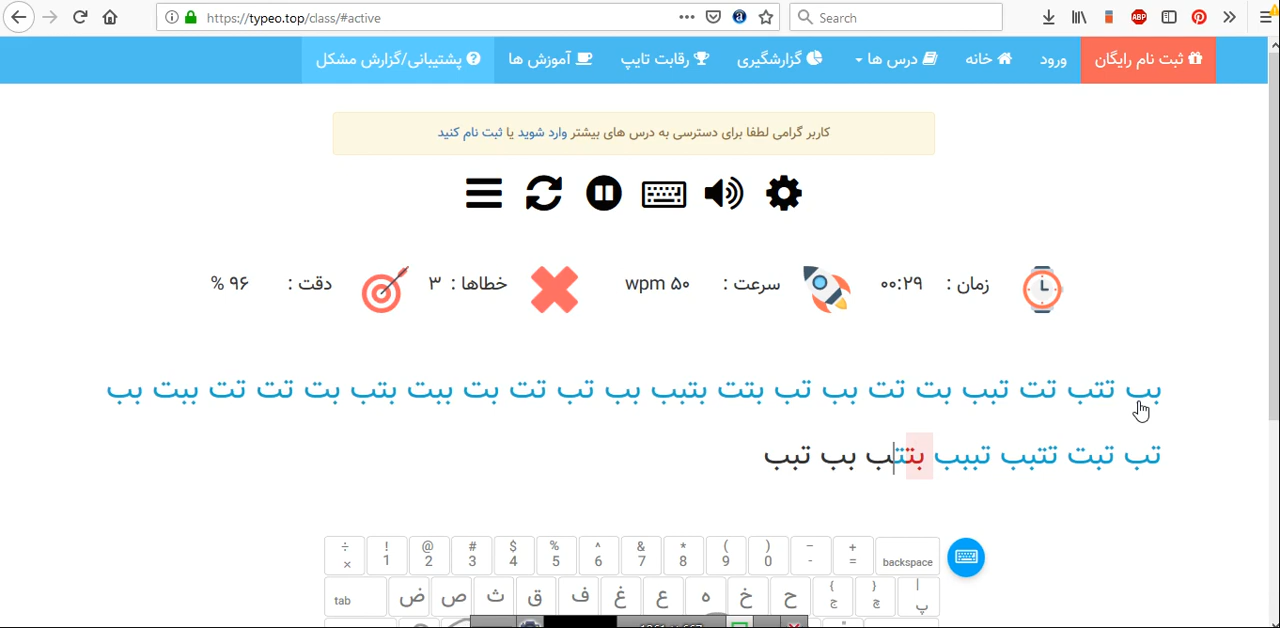 https://typeo.top/class/#active
Search
ثبت نام رایگان ورود خانه درس ها گزارشگیری رقابت تایپ آموزش ها پشتیبانی/گزارش مشکل
کاربر گرامی لطفا برای دسترسی به درس های بیشتر وارد شوید یا ثبت نام کنید
زمان : ۰۰:۲۹ سرعت : ۵۰ wpm خطاها : ۳ دقت : ۹۶ %
بب تتب تت تبب بت تت بب تب بتت بتبب بب تب تت بت ببت بتب بت تت تت ببت بب
تب تبت تتبب تببب بتتب بب تبب
÷ × ! 1 @ 2 # 3 $ 4 % 5 ^ 6 & 7 * 8 ( 9 ) 0 _ - + = backspace
tab ض ص ث ق ف غ ع ه خ ح { ج } چ | پ